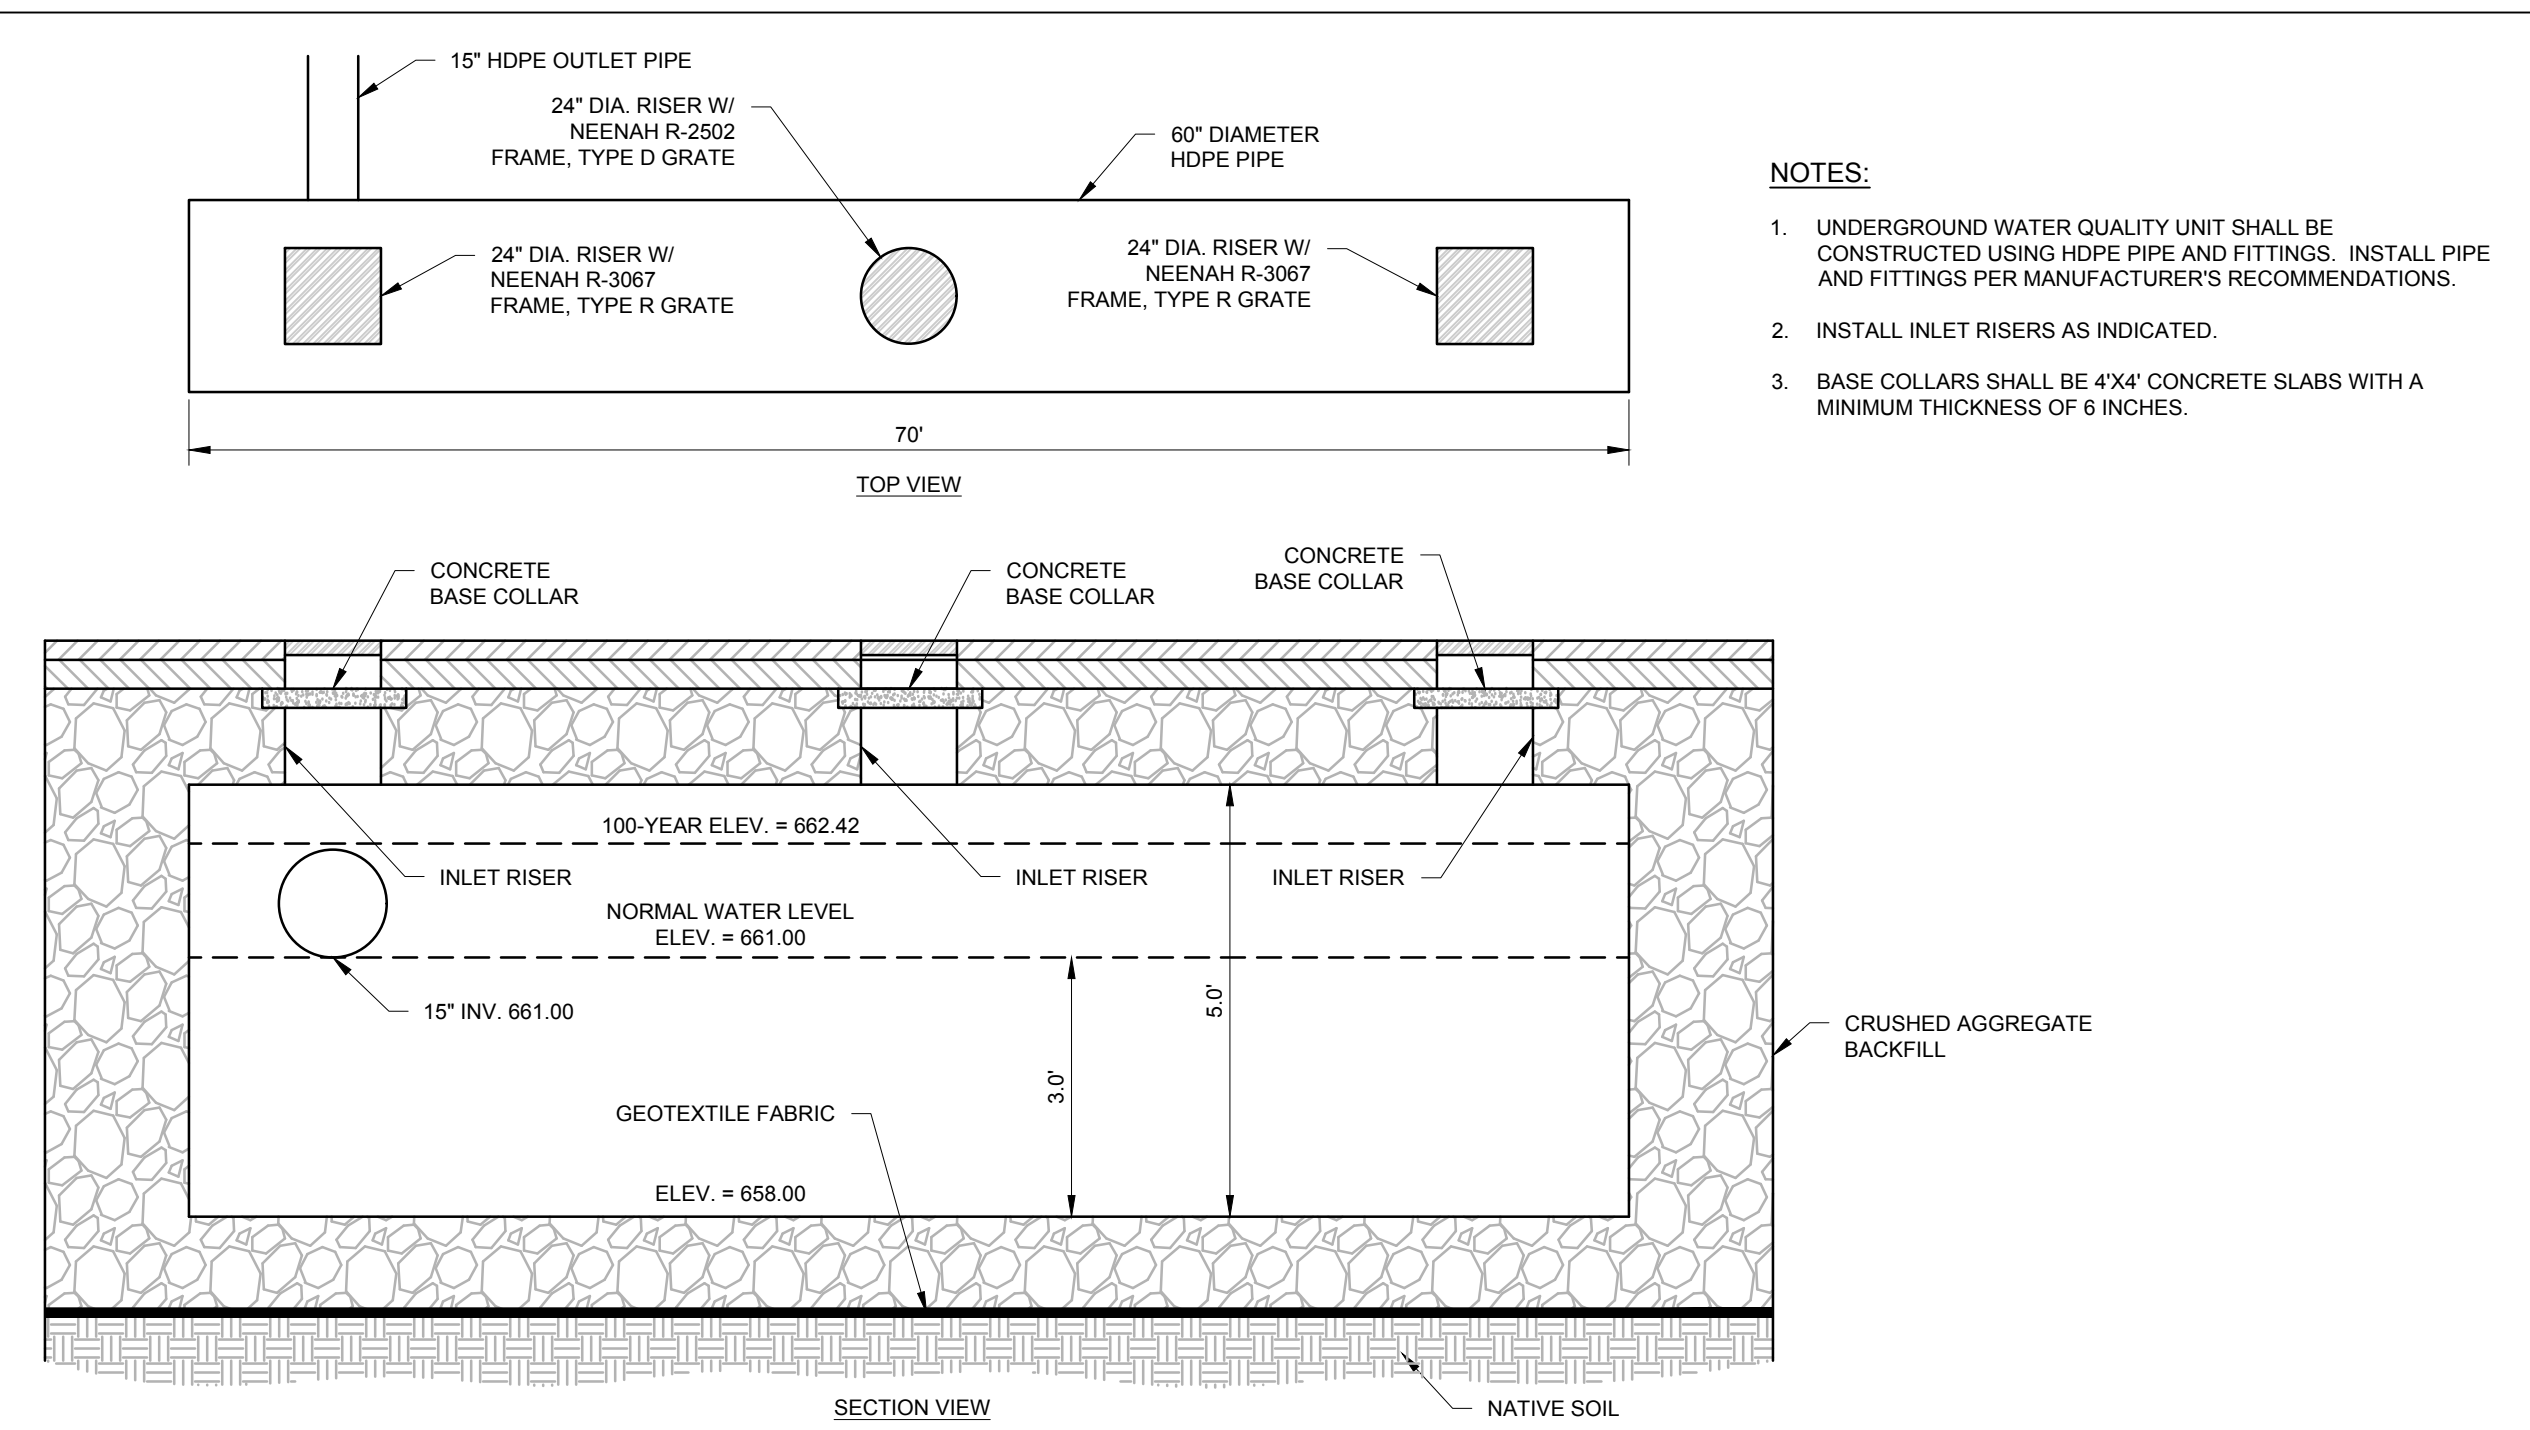 15" HDPE OUTLET PIPE
24" DIA. RISER W/
NEENAH R-2502
FRAME, TYPE D GRATE
60" DIAMETER
HDPE PIPE
24" DIA. RISER W/
NEENAH R-3067
FRAME, TYPE R GRATE
24" DIA. RISER W/
NEENAH R-3067
FRAME, TYPE R GRATE
70'
TOP VIEW
NOTES:
1. UNDERGROUND WATER QUALITY UNIT SHALL BE
CONSTRUCTED USING HDPE PIPE AND FITTINGS. INSTALL PIPE
AND FITTINGS PER MANUFACTURER'S RECOMMENDATIONS.
2. INSTALL INLET RISERS AS INDICATED.
3. BASE COLLARS SHALL BE 4'X4' CONCRETE SLABS WITH A
MINIMUM THICKNESS OF 6 INCHES.
CONCRETE
BASE COLLAR
CONCRETE
BASE COLLAR
CONCRETE
BASE COLLAR
100-YEAR ELEV. = 662.42
INLET RISER
INLET RISER
INLET RISER
NORMAL WATER LEVEL
ELEV. = 661.00
15" INV. 661.00
5.0'
3.0'
CRUSHED AGGREGATE
BACKFILL
GEOTEXTILE FABRIC
ELEV. = 658.00
SECTION VIEW
NATIVE SOIL